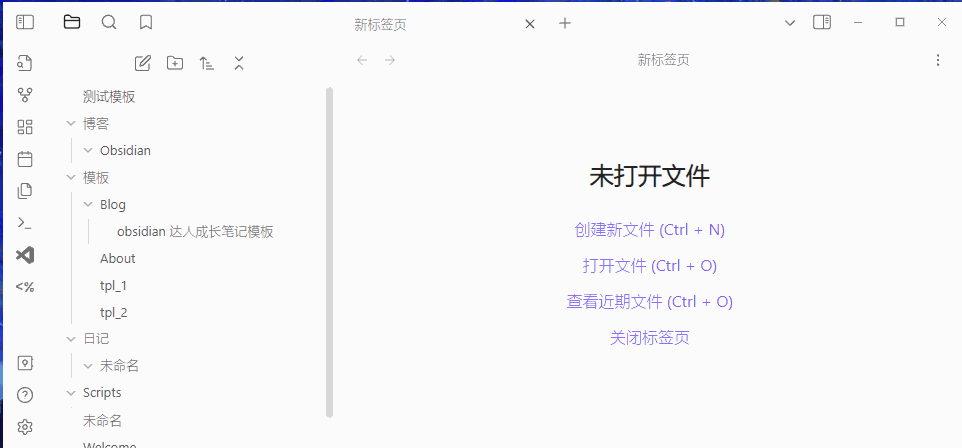 新标签页
新标签页
测试模板
博客
Obsidian
模板
Blog
obsidian 达人成长笔记模板
About
tpl_1
tpl_2
日记
未命名
Scripts
未命名
Welcome
<%
未打开文件
创建新文件 (Ctrl + N)
打开文件 (Ctrl + O)
查看近期文件 (Ctrl + O)
关闭标签页